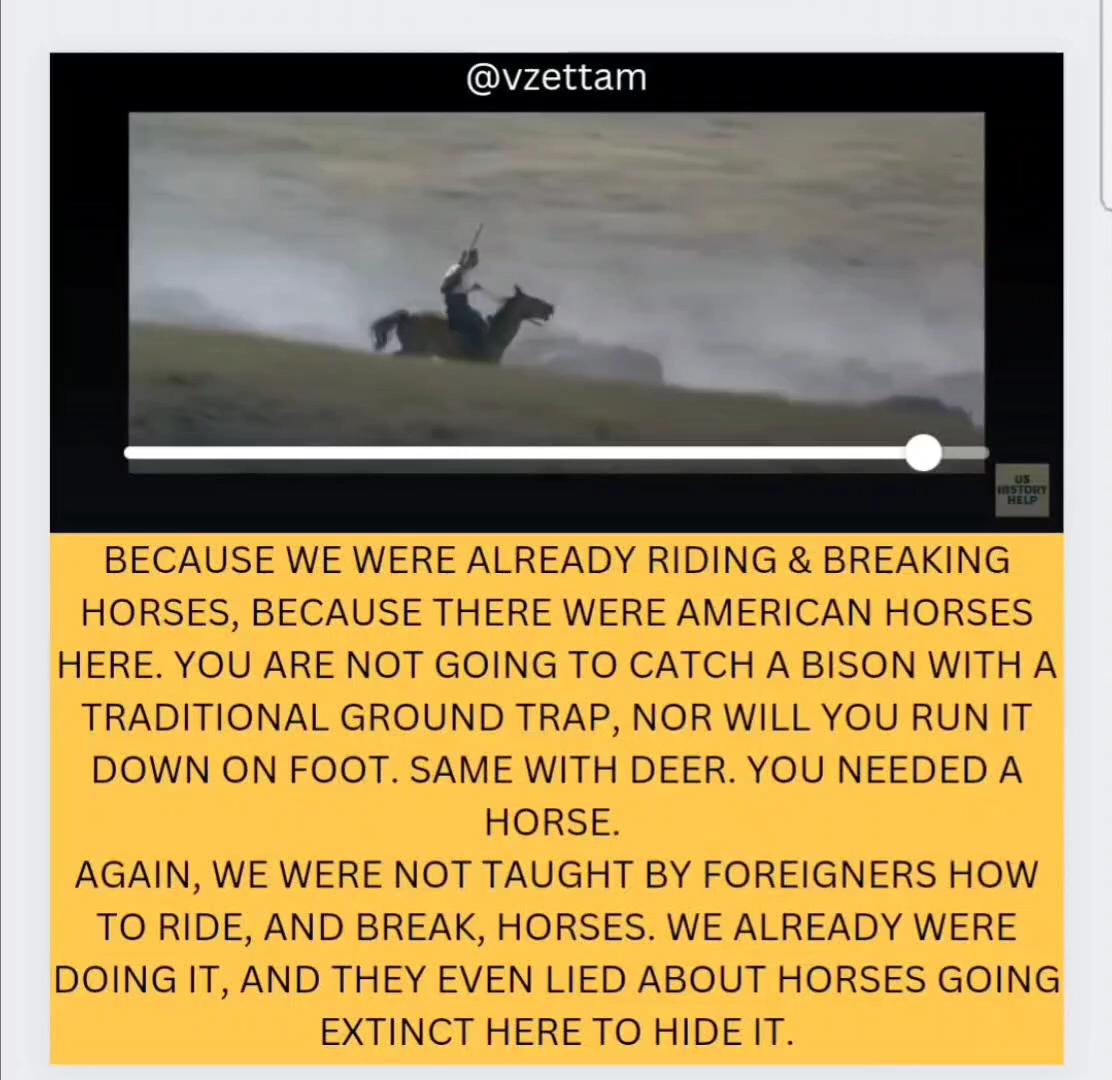 @vzettam
US
HISTORY
HELP
BECAUSE WE WERE ALREADY RIDING & BREAKING
HORSES, BECAUSE THERE WERE AMERICAN HORSES
HERE. YOU ARE NOT GOING TO CATCH A BISON WITH A
TRADITIONAL GROUND TRAP, NOR WILL YOU RUN IT
DOWN ON FOOT. SAME WITH DEER. YOU NEEDED A
HORSE.
AGAIN, WE WERE NOT TAUGHT BY FOREIGNERS HOW
TO RIDE, AND BREAK, HORSES. WE ALREADY WERE
DOING IT, AND THEY EVEN LIED ABOUT HORSES GOING
EXTINCT HERE TO HIDE IT.